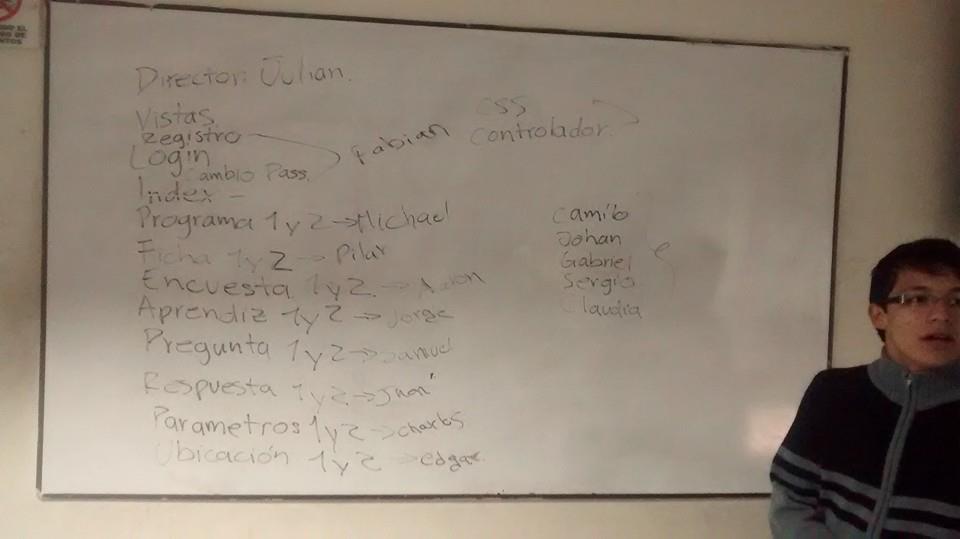 Director: Julian.
Vistas.
Registro
Login
Cambio Pass.
Fabian
Index -
Programa 1 y 2 → Michael
Ficha 1 y 2 → Pilar
Encuesta 1 y 2. →
Aprendiz 1 y 2 → Jorge
Pregunta 1 y 2 → Samuel
Respuesta 1 y 2 → Juan
Parametros 1 y 2 → charles
Ubicación 1 y 2 → edgar
CSS
Controlador.
Camilo
Johan
Gabriel
Sergio
Claudia